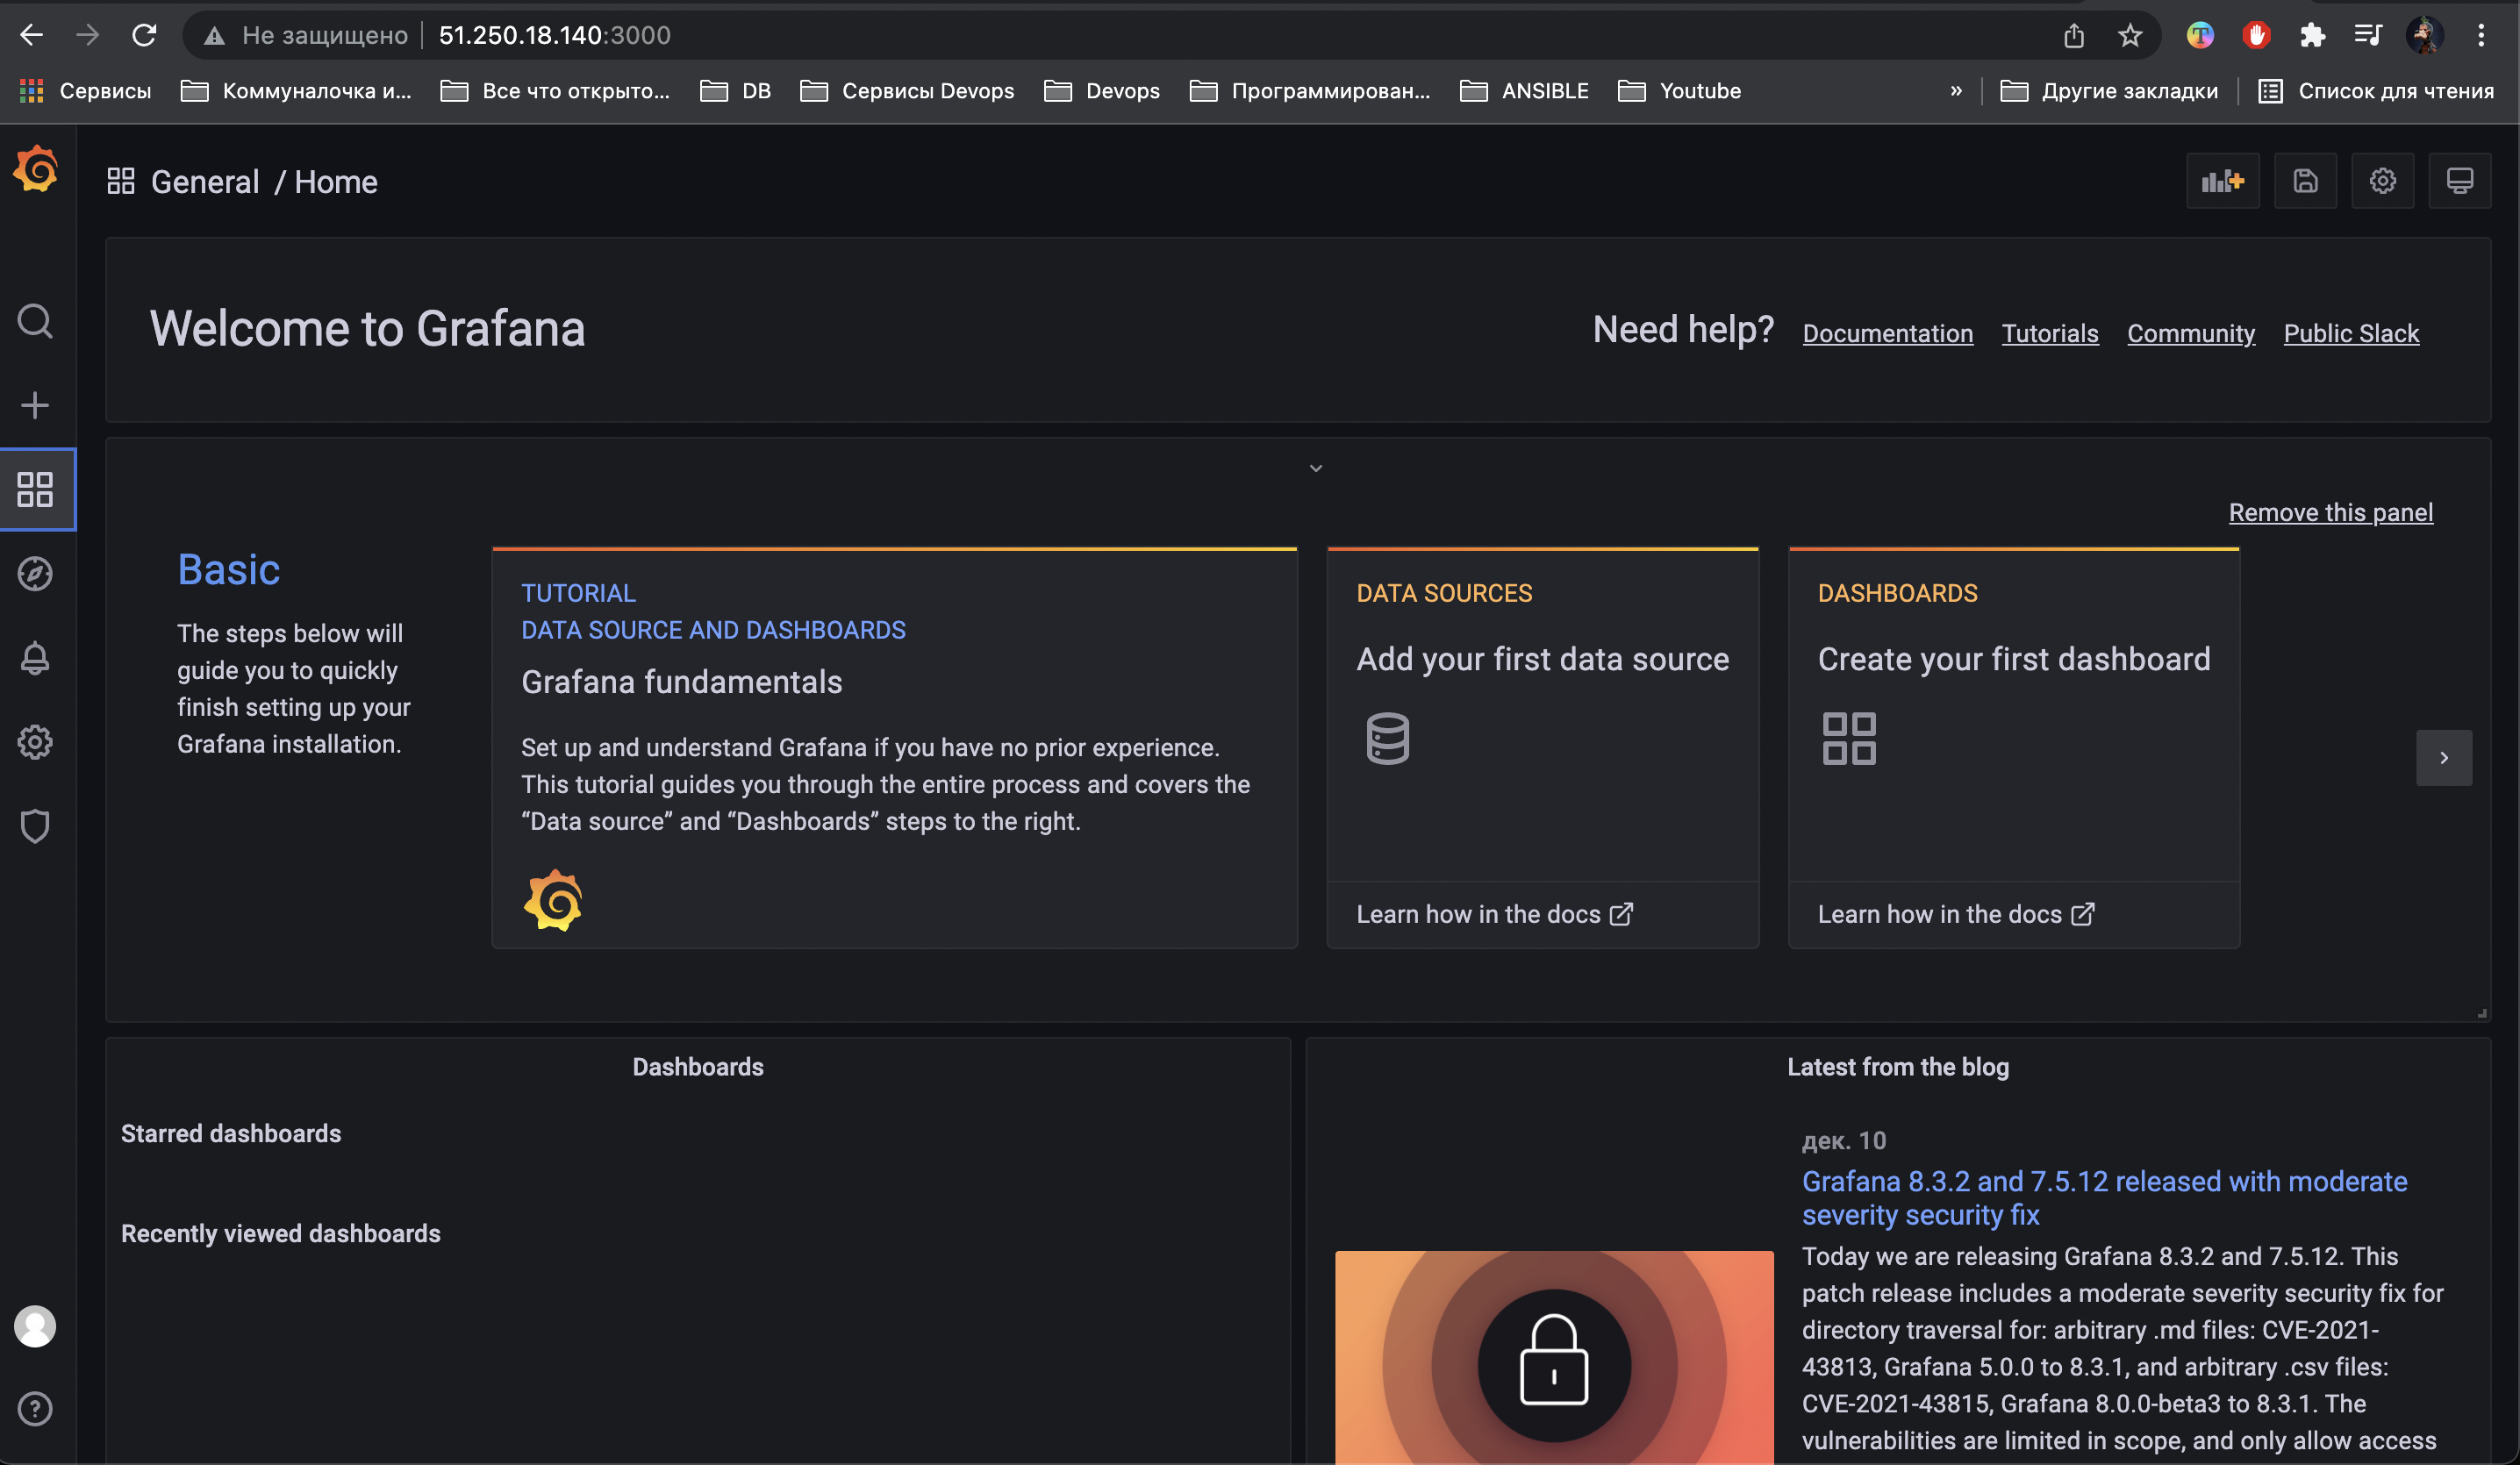 Не защищено 51.250.18.140:3000
Сервисы Коммуналочка и... Все что открыто... DB Сервисы Devops Devops Программирован... ANSIBLE Youtube » Другие закладки Список для чтения
General / Home
Welcome to Grafana
Need help? Documentation Tutorials Community Public Slack
Remove this panel
Basic
The steps below will
guide you to quickly
finish setting up your
Grafana installation.
TUTORIAL
DATA SOURCE AND DASHBOARDS
Grafana fundamentals
Set up and understand Grafana if you have no prior experience.
This tutorial guides you through the entire process and covers the
“Data source” and “Dashboards” steps to the right.
DATA SOURCES
Add your first data source
Learn how in the docs
DASHBOARDS
Create your first dashboard
Learn how in the docs
Dashboards
Starred dashboards
Recently viewed dashboards
Latest from the blog
дек. 10
Grafana 8.3.2 and 7.5.12 released with moderate
severity security fix
Today we are releasing Grafana 8.3.2 and 7.5.12. This
patch release includes a moderate severity security fix for
directory traversal for: arbitrary .md files: CVE-2021-
43813, Grafana 5.0.0 to 8.3.1, and arbitrary .csv files:
CVE-2021-43815, Grafana 8.0.0-beta3 to 8.3.1. The
vulnerabilities are limited in scope, and only allow access